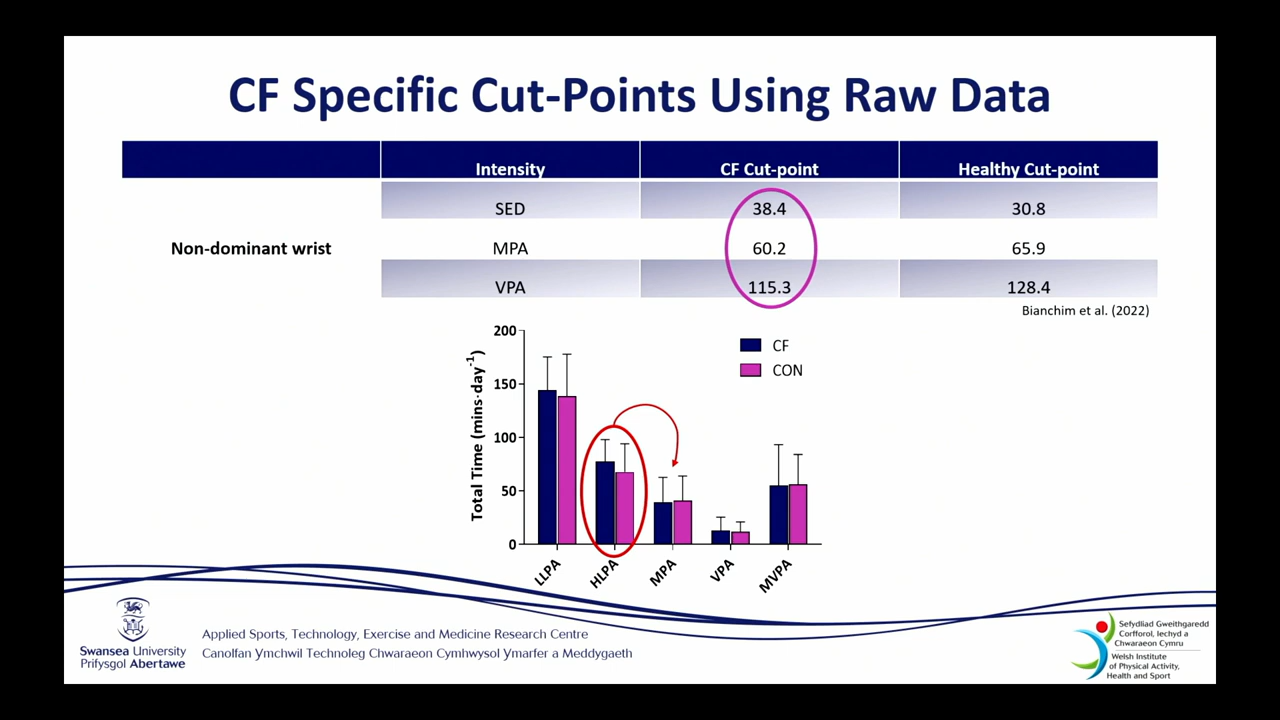 CF Specific Cut-Points Using Raw Data
Intensity CF Cut-point Healthy Cut-point
SED 38.4 30.8
Non-dominant wrist MPA 60.2 65.9
VPA 115.3 128.4
Bianchim et al. (2022)
Total Time (mins·day-1)
200
150
100
50
0
CF
CON
LLPA HLPA MPA VPA MVPA
Swansea University
Prifysgol Abertawe
Applied Sports, Technology, Exercise and Medicine Research Centre
Canolfan Ymchwil Technoleg Chwaraeon Cymhwysol Ymarfer a Meddygaeth
Sefydliad Gweithgaredd
Corfforol, Iechyd a
Chwaraeon Cymru
Welsh Institute
of Physical Activity,
Health and Sport